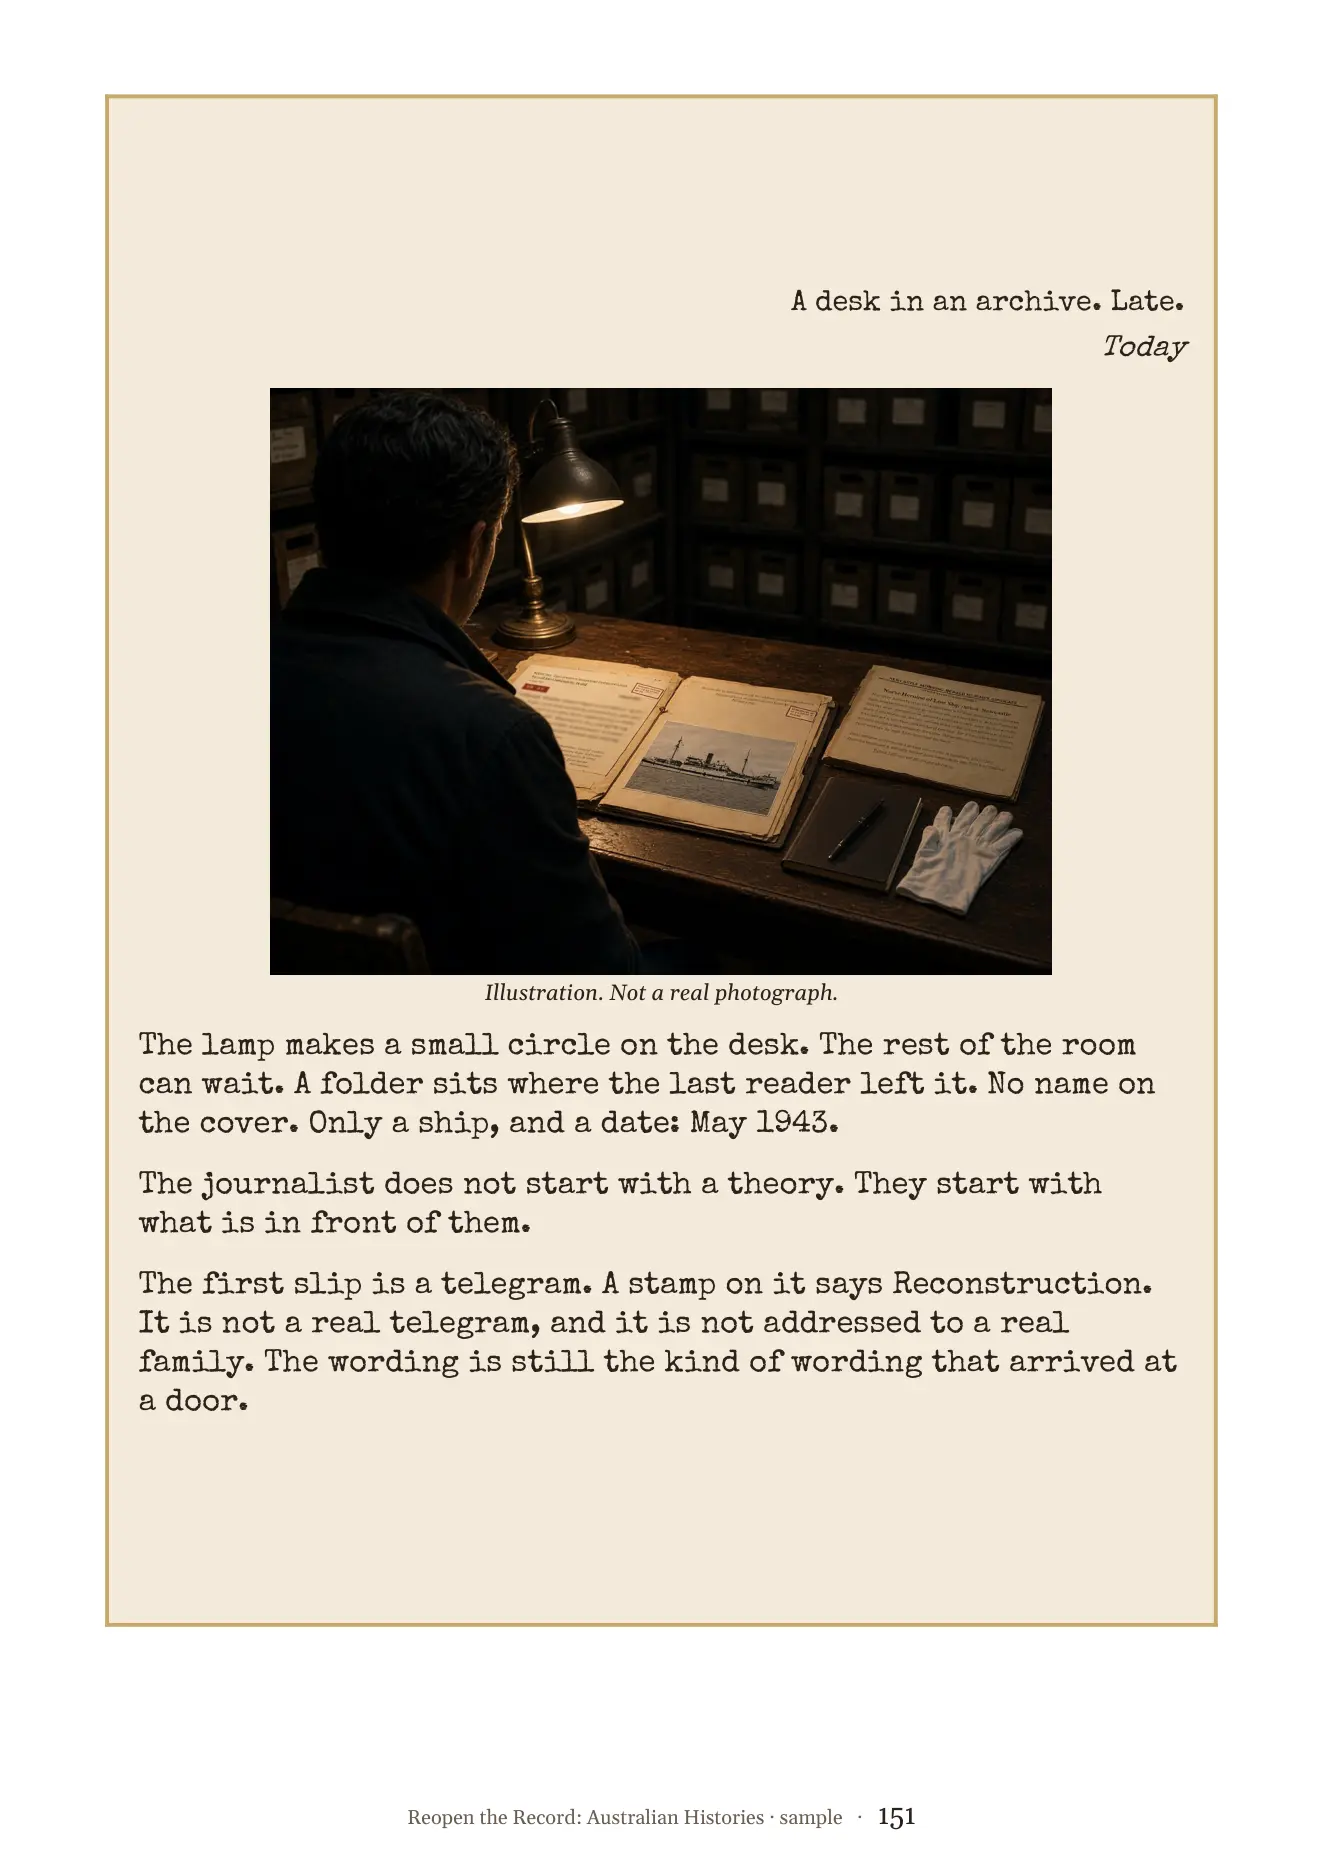 A desk in an archive. Late.
Today
Illustration. Not a real photograph.
The lamp makes a small circle on the desk. The rest of the room
can wait. A folder sits where the last reader left it. No name on
the cover. Only a ship, and a date: May 1943.
The journalist does not start with a theory. They start with
what is in front of them.
The first slip is a telegram. A stamp on it says Reconstruction.
It is not a real telegram, and it is not addressed to a real
family. The wording is still the kind of wording that arrived at
a door.
Reopen the Record: Australian Histories · sample · 151